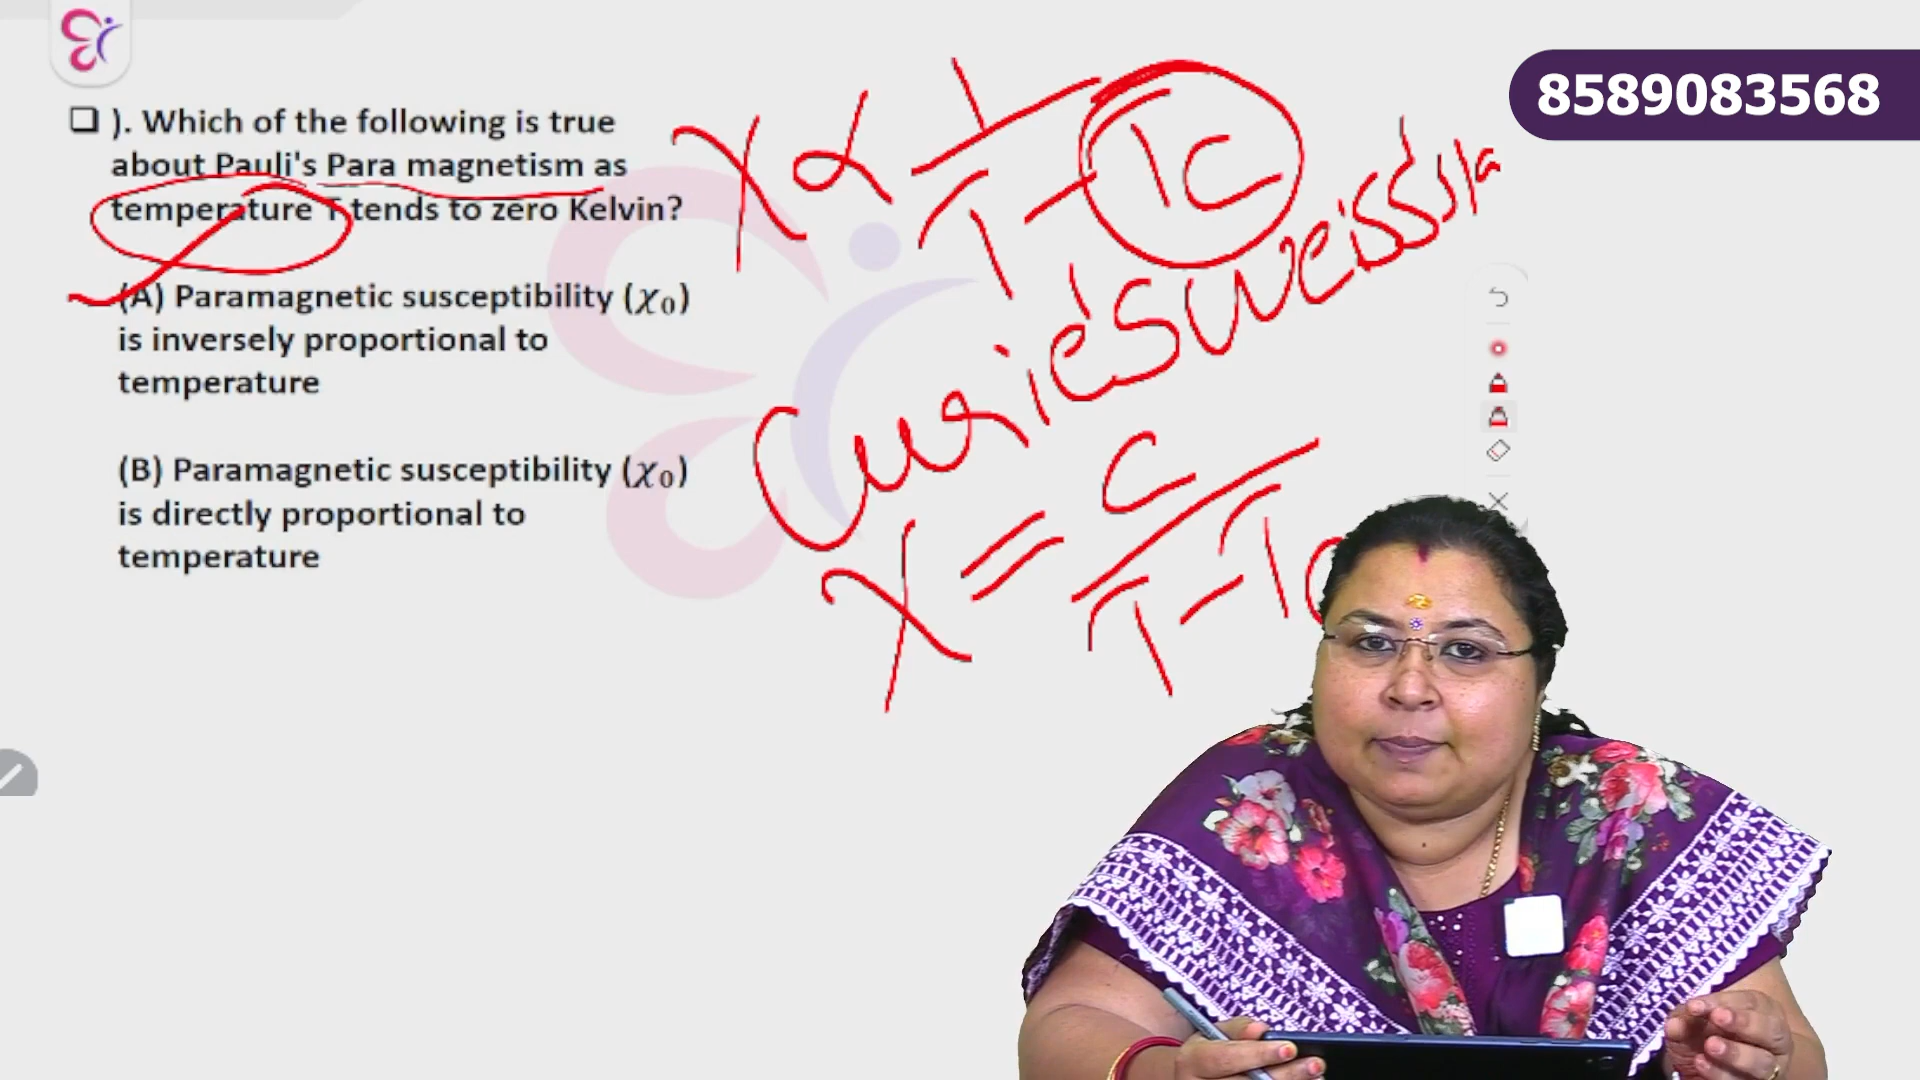 8589083568
❑ ). Which of the following is true
about Pauli's Para magnetism as
temperature T tends to zero Kelvin?
(A) Paramagnetic susceptibility (χ₀)
is inversely proportional to
temperature
(B) Paramagnetic susceptibility (χ₀)
is directly proportional to
temperature
χ ∝ 1
T - Tc
Curie's Weiss's la
χ = C
T - Tc